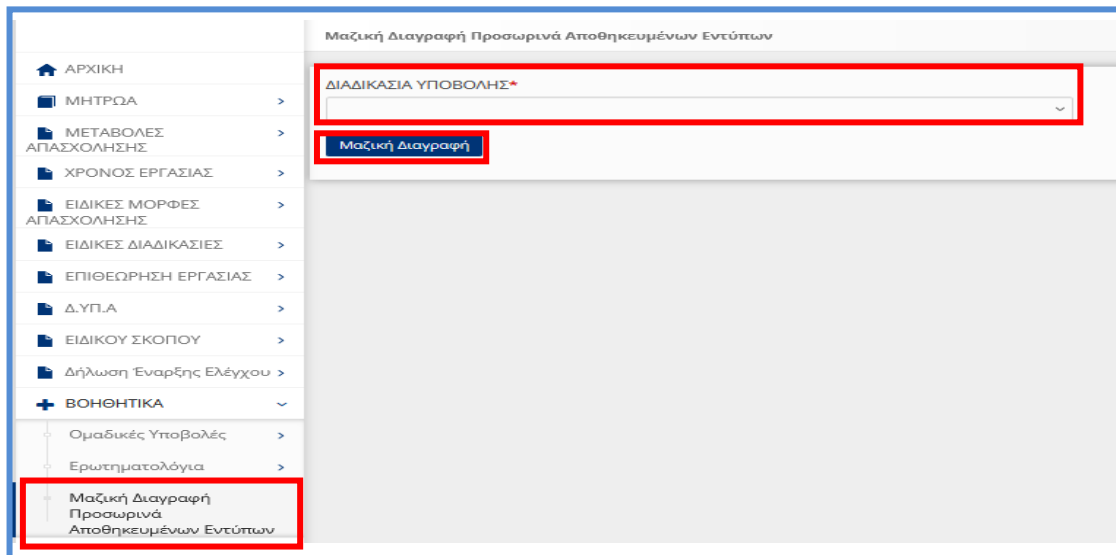 Μαζική Διαγραφή Προσωρινά Αποθηκευμένων Εντύπων
ΑΡΧΙΚΗ
ΜΗΤΡΩΑ
ΜΕΤΑΒΟΛΕΣ
ΑΠΑΣΧΟΛΗΣΗΣ
ΧΡΟΝΟΣ ΕΡΓΑΣΙΑΣ
ΕΙΔΙΚΕΣ ΜΟΡΦΕΣ
ΑΠΑΣΧΟΛΗΣΗΣ
ΕΙΔΙΚΕΣ ΔΙΑΔΙΚΑΣΙΕΣ
ΕΠΙΘΕΩΡΗΣΗ ΕΡΓΑΣΙΑΣ
Δ.ΥΠ.Α
ΕΙΔΙΚΟΥ ΣΚΟΠΟΥ
Δήλωση Έναρξης Ελέγχου
ΒΟΗΘΗΤΙΚΑ
Ομαδικές Υποβολές
Ερωτηματολόγια
Μαζική Διαγραφή
Προσωρινά
Αποθηκευμένων Εντύπων
ΔΙΑΔΙΚΑΣΙΑ ΥΠΟΒΟΛΗΣ*
Μαζική Διαγραφή